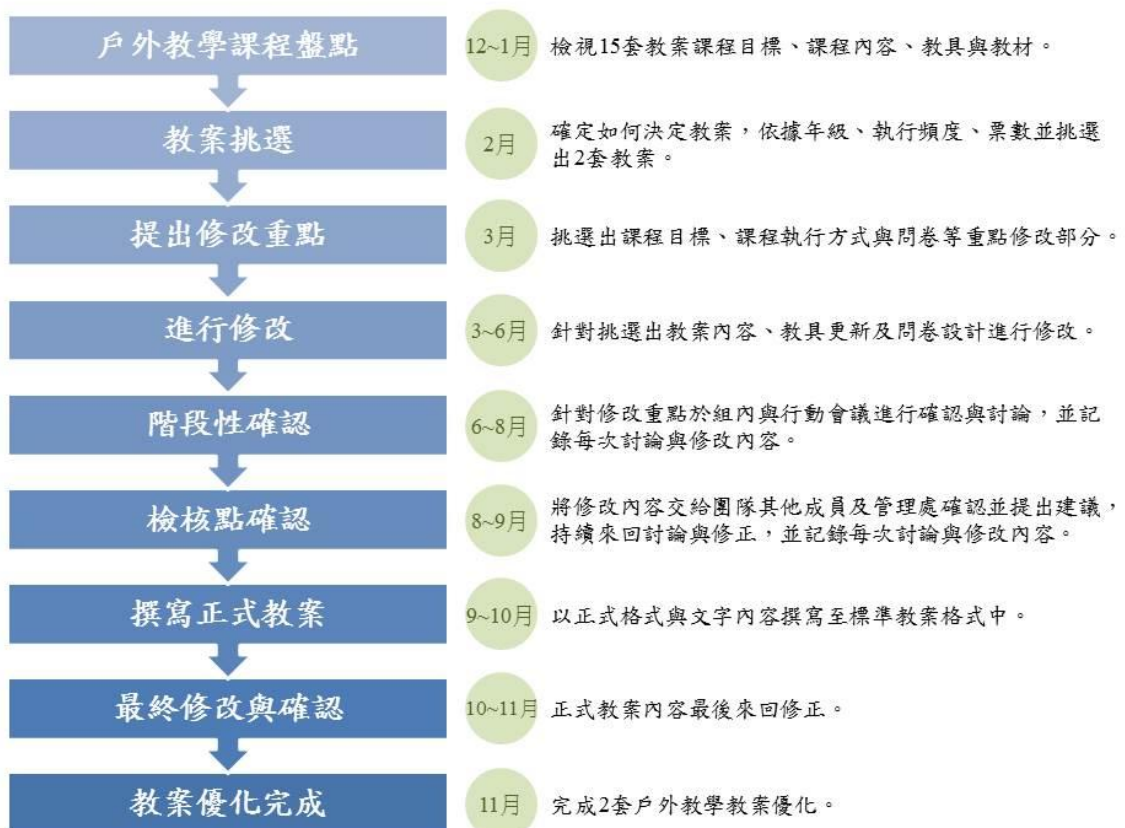 戶外教學課程盤點
12~1月
檢視15套教案課程目標、課程內容、教具與教材。
教案挑選
2月
確定如何決定教案，依據年級、執行頻度、票數並挑選
出2套教案。
提出修改重點
3月
挑選出課程目標、課程執行方式與問卷等重點修改部分。
進行修改
3~6月
針對挑選出教案內容、教具更新及問卷設計進行修改。
階段性確認
6~8月
針對修改重點於組內與行動會議進行確認與討論，並記
錄每次討論與修改內容。
檢核點確認
8~9月
將修改內容交給團隊其他成員及管理處確認並提出建議，
持續來回討論與修正，並記錄每次討論與修改內容。
撰寫正式教案
9~10月
以正式格式與文字內容撰寫至標準教案格式中。
最終修改與確認
10~11月
正式教案內容最後來回修正。
教案優化完成
11月
完成2套戶外教學教案優化。